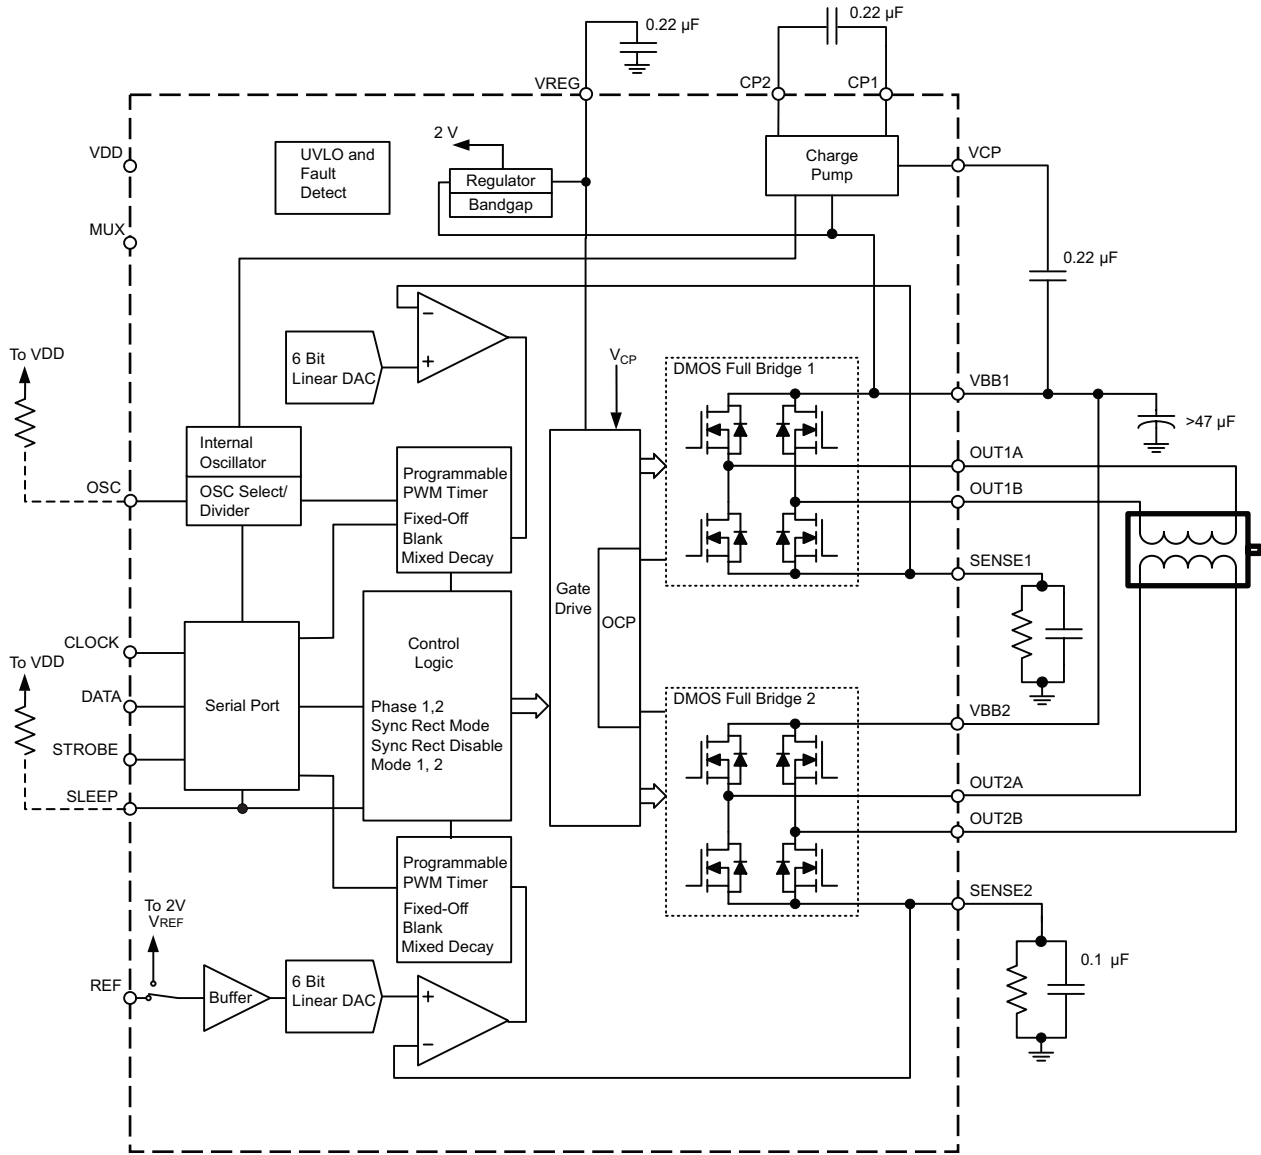 0.22 µF
0.22 µF
VREG
CP2
CP1
VDD
UVLO and
Fault
Detect
2 V
Regulator
Bandgap
Charge
Pump
VCP
MUX
0.22 µF
To VDD
6 Bit
Linear DAC
−
+
VCP
DMOS Full Bridge 1
VBB1
>47 µF
Internal
Oscillator
OSC
OSC Select/
Divider
Programmable
PWM Timer
Fixed-Off
Blank
Mixed Decay
OUT1A
OUT1B
SENSE1
Gate
Drive
OCP
CLOCK
To VDD
DATA
STROBE
SLEEP
Serial Port
Control
Logic
Phase 1,2
Sync Rect Mode
Sync Rect Disable
Mode 1, 2
DMOS Full Bridge 2
VBB2
OUT2A
OUT2B
Programmable
PWM Timer
Fixed-Off
Blank
Mixed Decay
SENSE2
0.1 µF
To 2V
VREF
REF
Buffer
6 Bit
Linear DAC
+
−